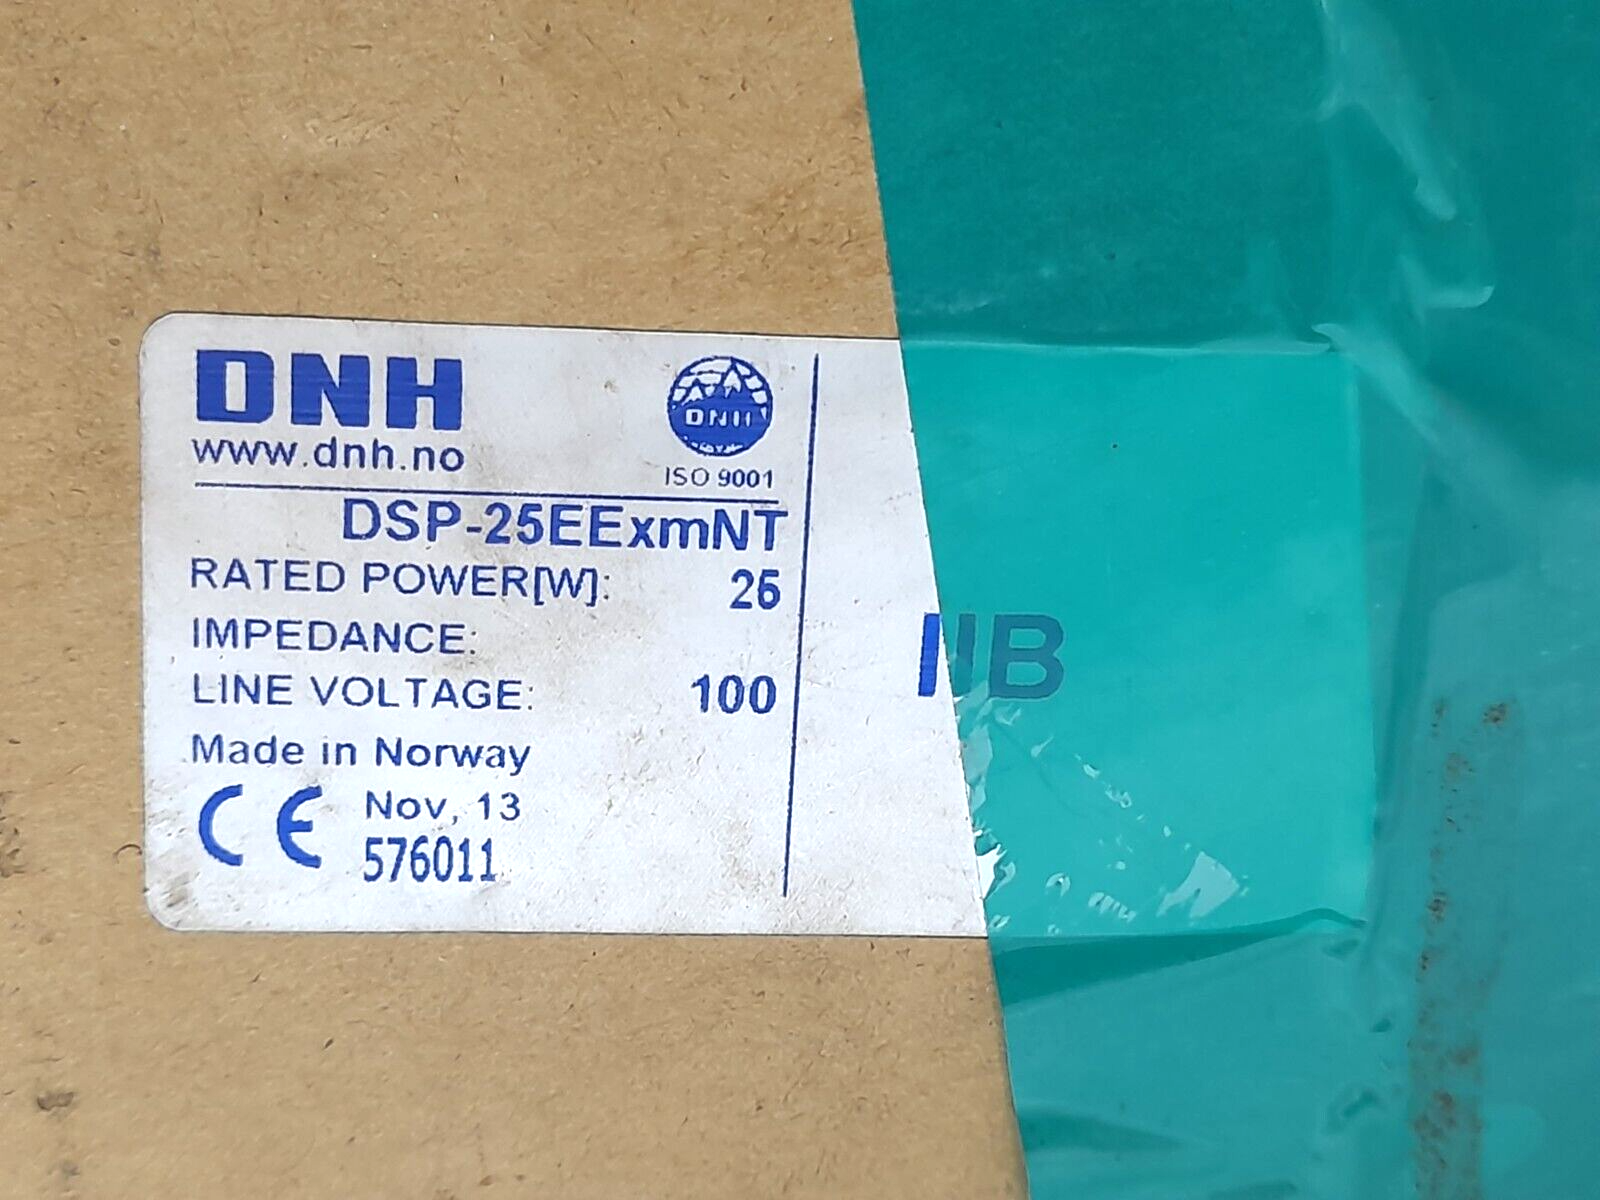 DNH
www.dnh.no
DNH
ISO 9001
DSP-25EExmNT
RATED POWER[W]: 25
IMPEDANCE:
LINE VOLTAGE: 100
Made in Norway
CE Nov, 13
576011
IIB